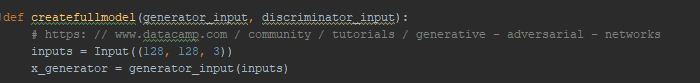 def createfullmodel(generator_input, discriminator_input):
# https: // www.datacamp.com / community / tutorials / generative - adversarial - networks
inputs = Input((128, 128, 3))
x_generator = generator_input(inputs)